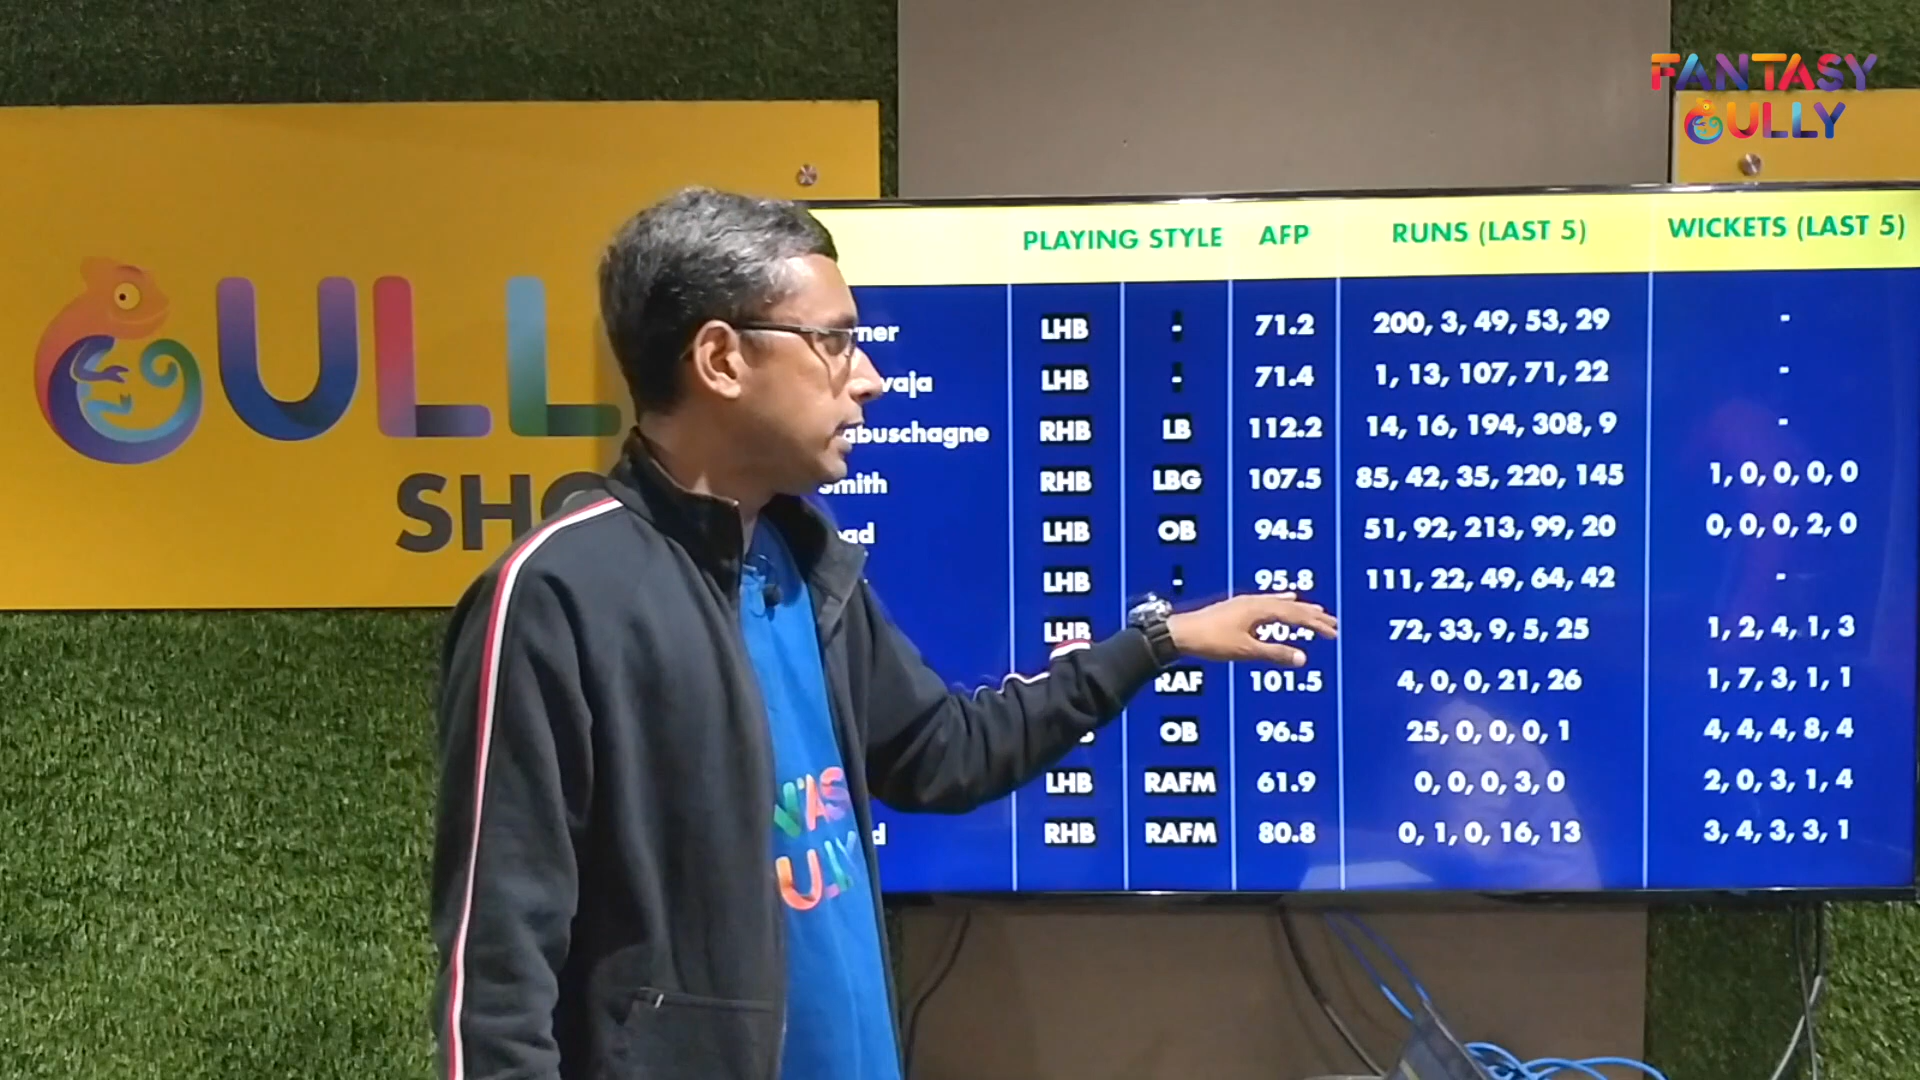 FANTASY
GULLY
GULL
SHO
PLAYING STYLE AFP RUNS (LAST 5) WICKETS (LAST 5)
rner LHB - 71.2 200, 3, 49, 53, 29 -
vaja LHB - 71.4 1, 13, 107, 71, 22 -
abuschagne RHB LB 112.2 14, 16, 194, 308, 9 -
Smith RHB LBG 107.5 85, 42, 35, 220, 145 1, 0, 0, 0, 0
ad LHB OB 94.5 51, 92, 213, 99, 20 0, 0, 0, 2, 0
LHB - 95.8 111, 22, 49, 64, 42 -
LHB 90.4 72, 33, 9, 5, 25 1, 2, 4, 1, 3
RAF 101.5 4, 0, 0, 21, 26 1, 7, 3, 1, 1
OB 96.5 25, 0, 0, 0, 1 4, 4, 4, 8, 4
LHB RAFM 61.9 0, 0, 0, 3, 0 2, 0, 3, 1, 4
d RHB RAFM 80.8 0, 1, 0, 16, 13 3, 4, 3, 3, 1